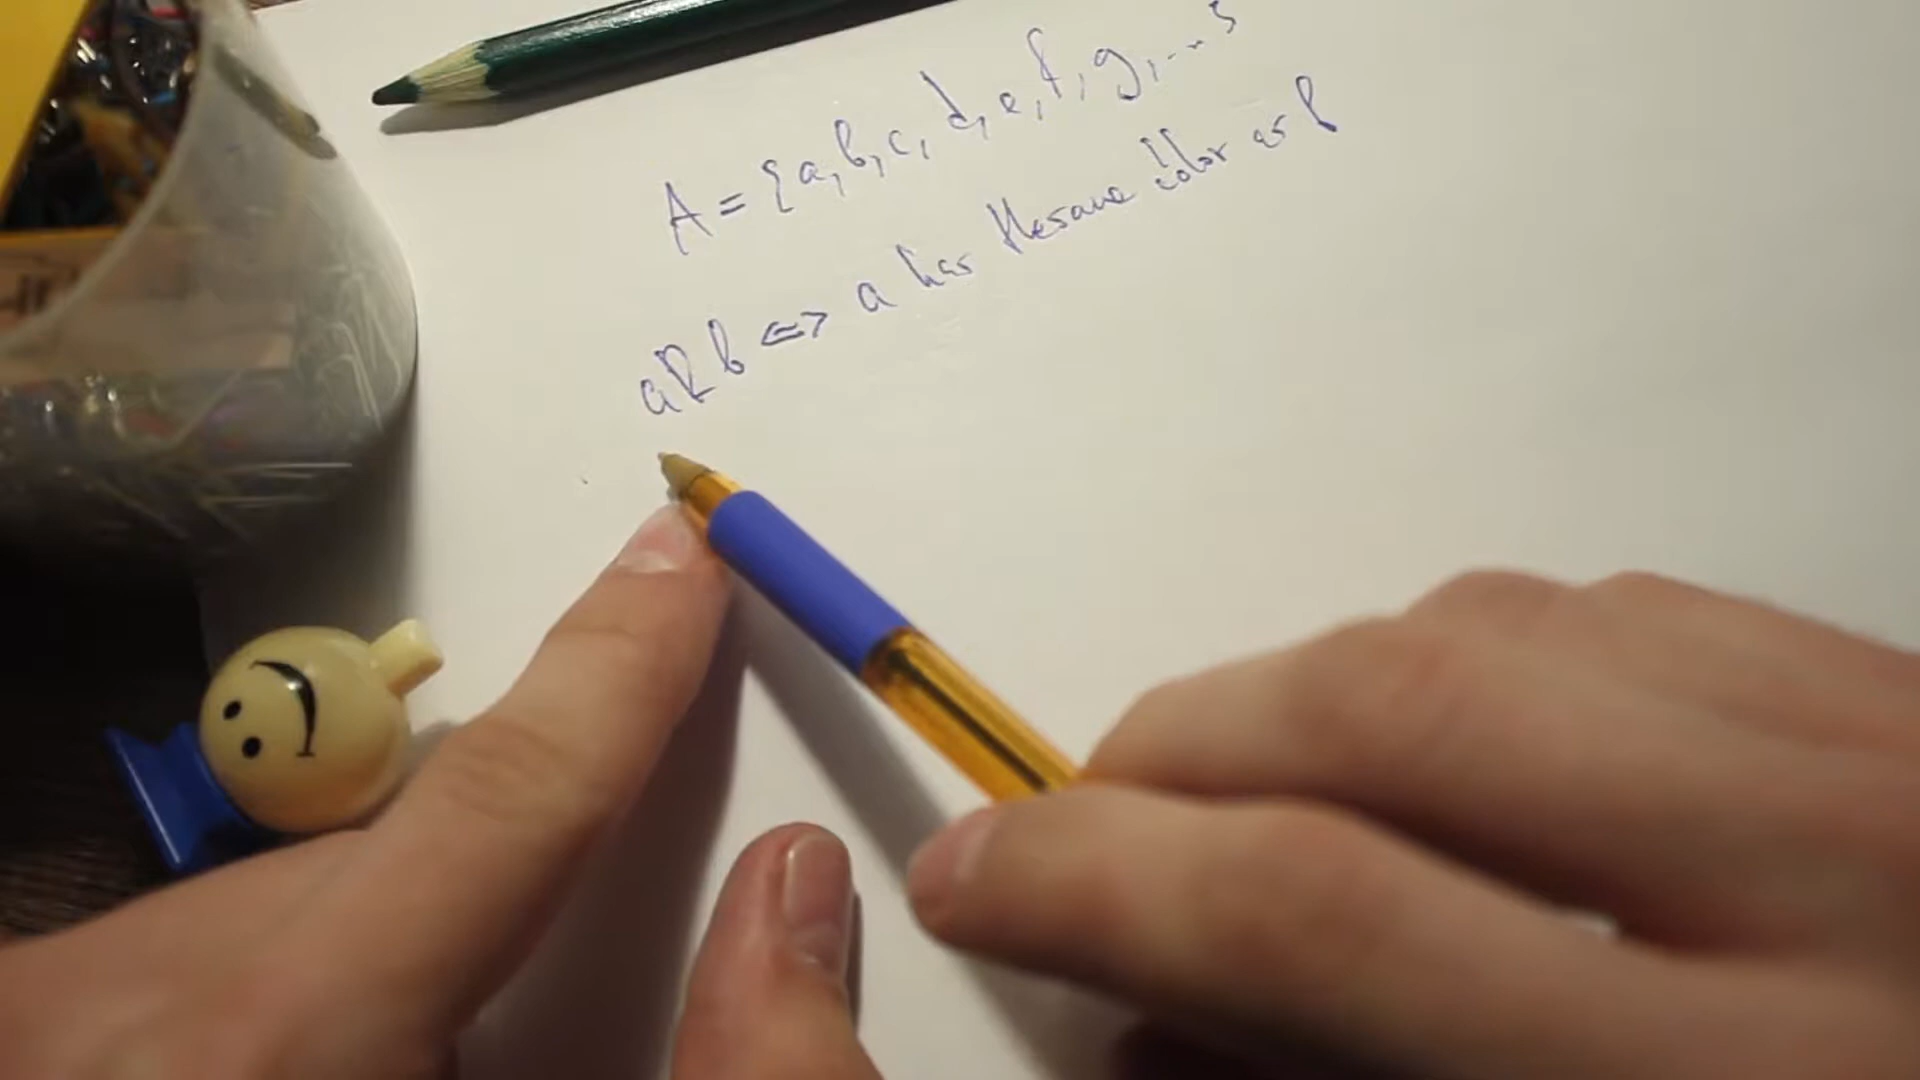 A = {a, b, c, d, e, f, g, ...}
aRb <=> a has the same color as b